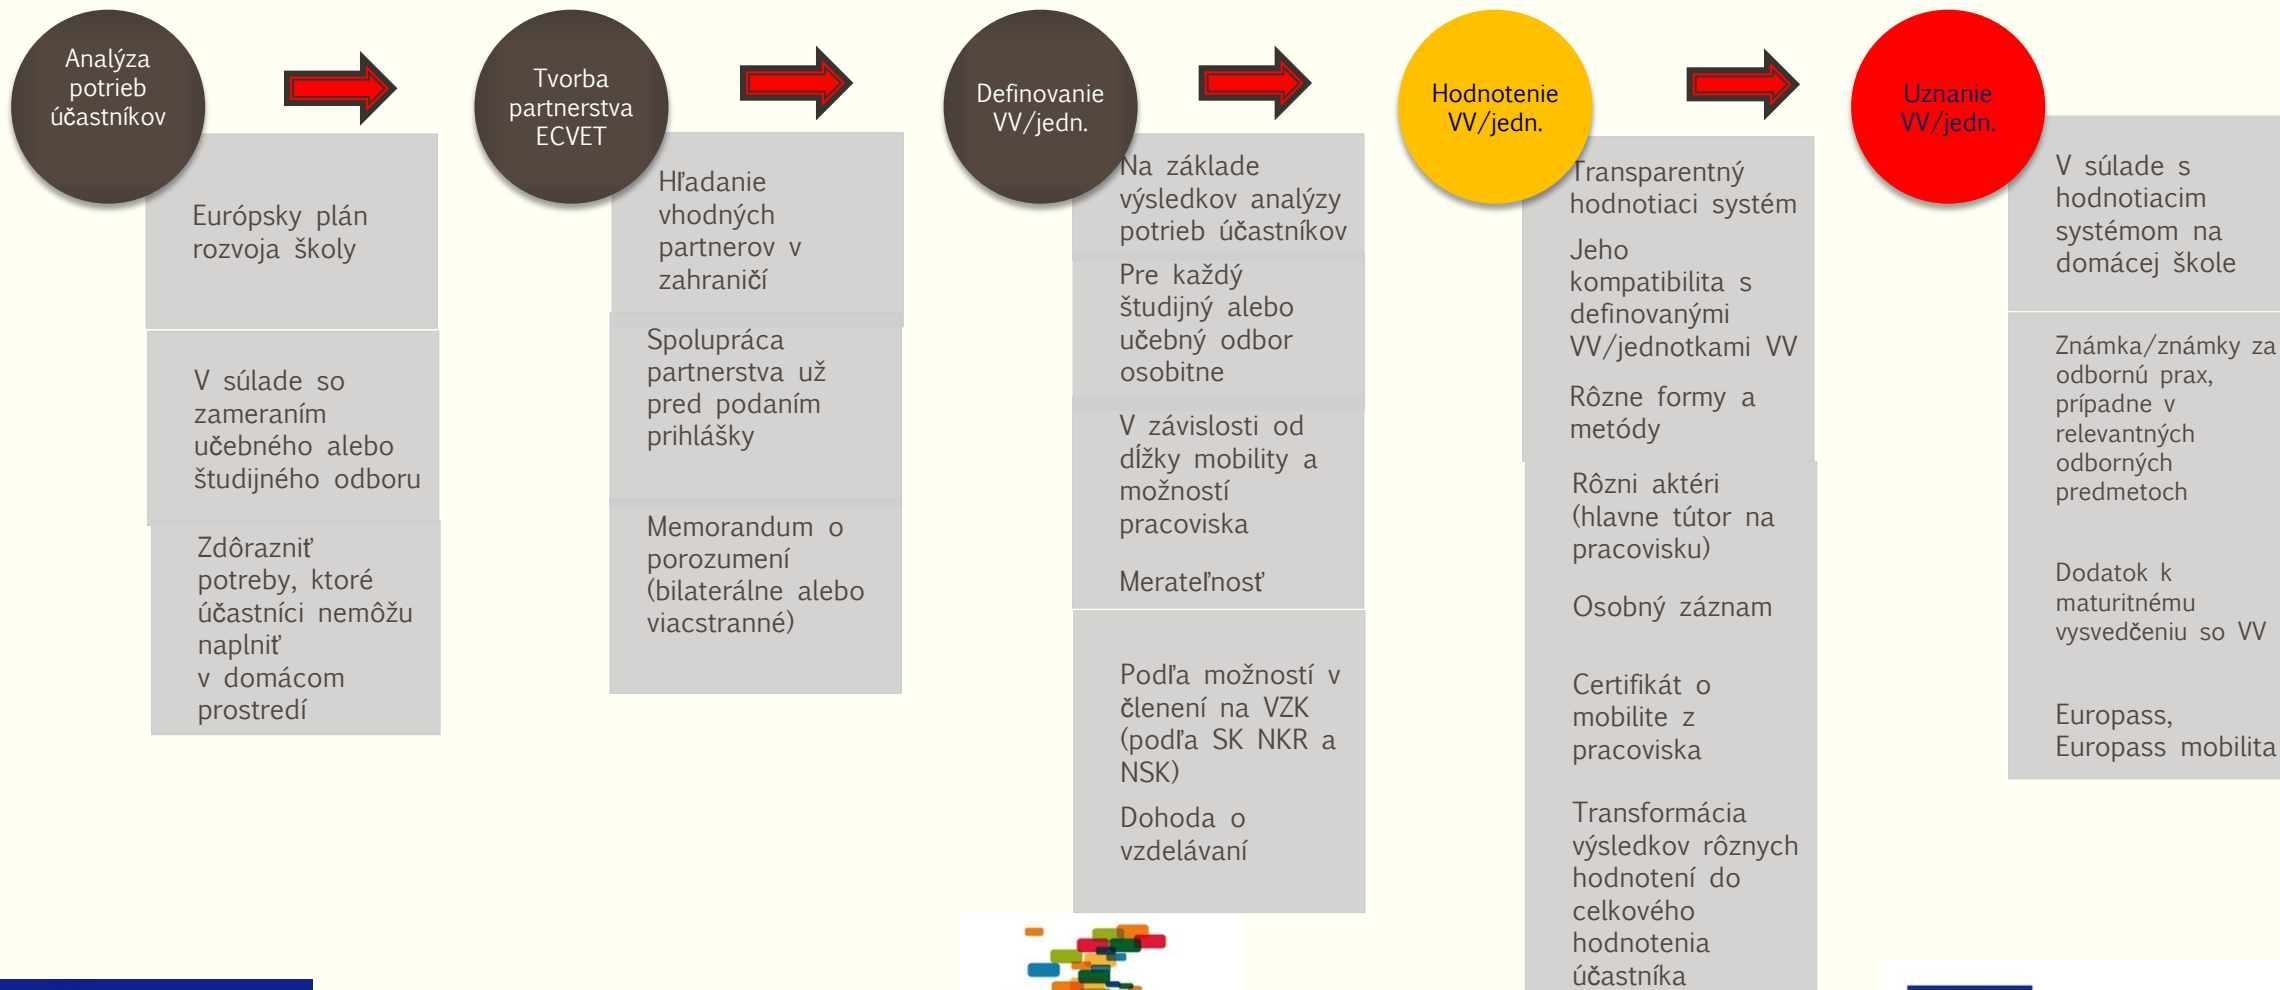 Analýza
potrieb
účastníkov
Európsky plán
rozvoja školy
V súlade so
zameraním
učebného alebo
študijného odboru
Zdôrazniť
potreby, ktoré
účastníci nemôžu
naplniť
v domácom
prostredí
Tvorba
partnerstva
ECVET
Hľadanie
vhodných
partnerov v
zahraničí
Spolupráca
partnerstva už
pred podaním
prihlášky
Memorandum o
porozumení
(bilaterálne alebo
viacstranné)
Definovanie
VV/jedn.
Na základe
výsledkov analýzy
potrieb účastníkov
Pre každý
študijný alebo
učebný odbor
osobitne
V závislosti od
dĺžky mobility a
možností
pracoviska
Merateľnosť
Podľa možností v
členení na VZK
(podľa SK NKR a
NSK)
Dohoda o
vzdelávaní
Hodnotenie
VV/jedn.
Transparentný
hodnotiaci systém
Jeho
kompatibilita s
definovanými
VV/jednotkami VV
Rôzne formy a
metódy
Rôzni aktéri
(hlavne tútor na
pracovisku)
Osobný záznam
Certifikát o
mobilite z
pracoviska
Transformácia
výsledkov rôznych
hodnotení do
celkového
hodnotenia
účastníka
Uznanie
VV/jedn.
V súlade s
hodnotiacim
systémom na
domácej škole
Známka/známky za
odbornú prax,
prípadne v
relevantných
odborných
predmetoch
Dodatok k
maturitnému
vysvedčeniu so VV
Europass,
Europass mobilita